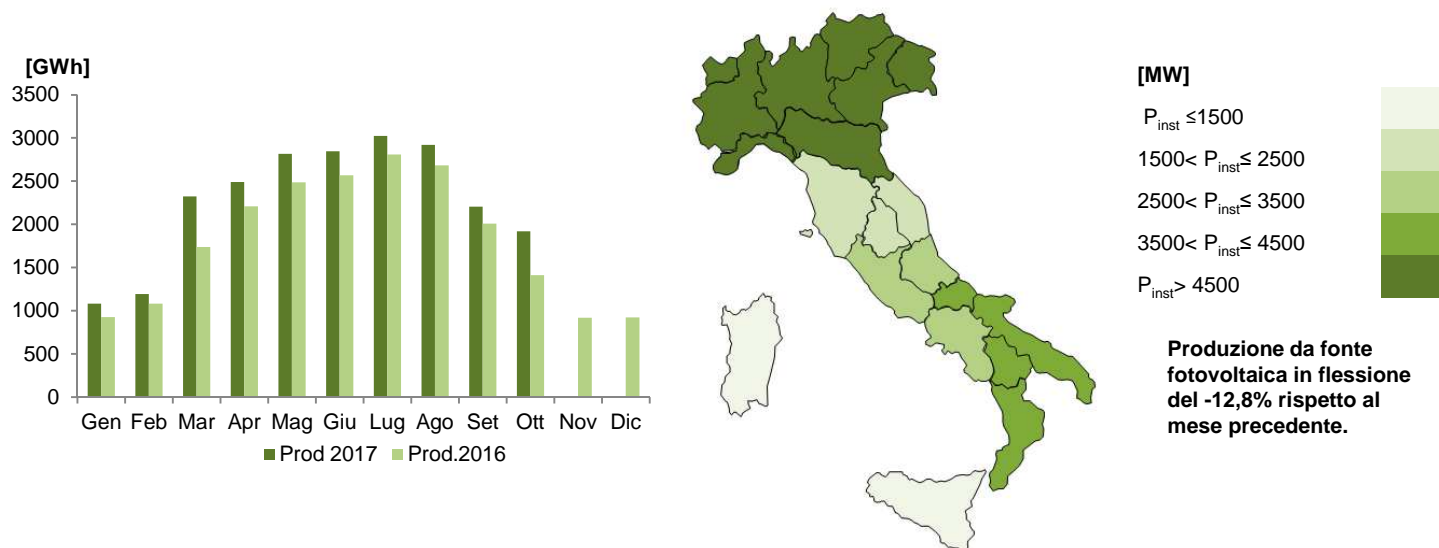 [GWh]
3500
3000
2500
2000
1500
1000
500
0
Gen Feb Mar Apr Mag Giu Lug Ago Set Ott Nov Dic
Prod 2017 Prod.2016
[MW]
Pinst ≤1500
1500< Pinst≤ 2500
2500< Pinst≤ 3500
3500< Pinst≤ 4500
Pinst> 4500
Produzione da fonte
fotovoltaica in flessione
del -12,8% rispetto al
mese precedente.